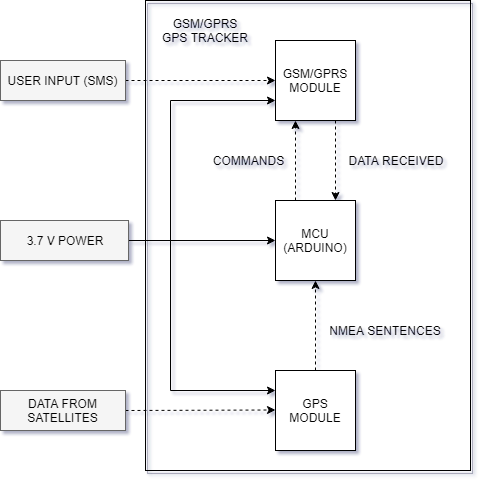 GSM/GPRS
GPS TRACKER
USER INPUT (SMS)
GSM/GPRS
MODULE
COMMANDS
DATA RECEIVED
3.7 V POWER
MCU
(ARDUINO)
NMEA SENTENCES
DATA FROM
SATELLITES
GPS
MODULE